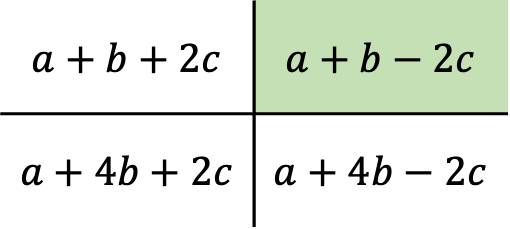 a + b + 2c
a + b − 2c
a + 4b + 2c
a + 4b − 2c